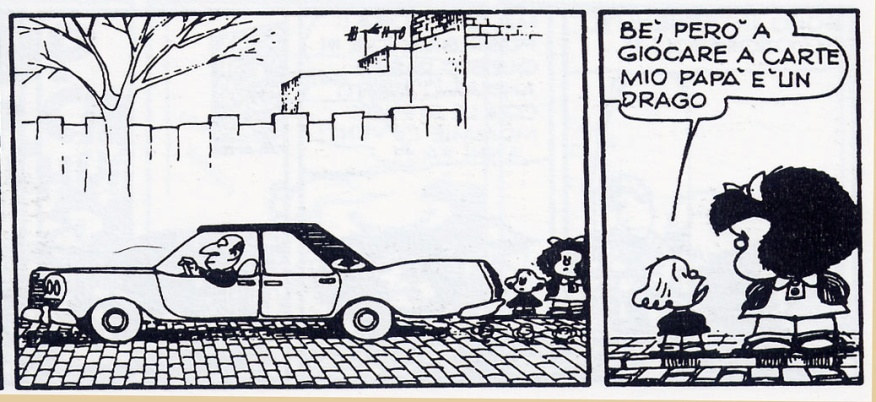 BE', PERO' A
GIOCARE A CARTE
MIO PAPA' E' UN
DRAGO